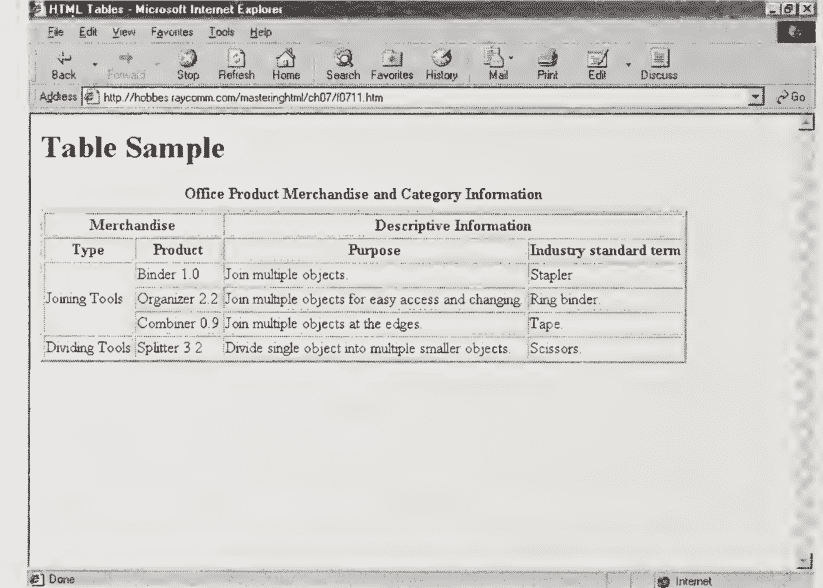 HTML Tables - Microsoft Internet Explorer
File Edit View Favorites Tools Help
Back Forward Stop Refresh Home Search Favorites History Mail Print Edit Discuss
Address http://hobbes.raycomm.com/masteringhtml/ch07/f0711.htm Go
Table Sample
Office Product Merchandise and Category Information
Merchandise Descriptive Information
Type Product Purpose Industry standard term
Binder 1.0 Join multiple objects. Stapler
Joining Tools Organizer 2.2 Join multiple objects for easy access and changing. Ring binder.
Combiner 0.9 Join multiple objects at the edges. Tape.
Dividing Tools Splitter 3.2 Divide single object into multiple smaller objects. Scissors.
Done Internet